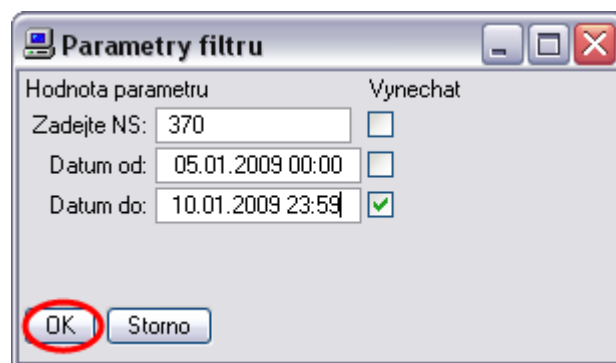 Parametry filtru
Hodnota parametru Vynechat
Zadejte NS: 370
Datum od: 05.01.2009 00:00
Datum do: 10.01.2009 23:59
OK Storno